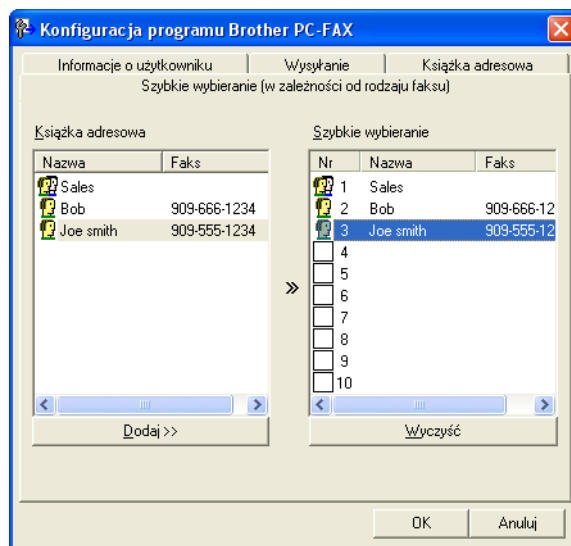 Konfiguracja programu Brother PC-FAX
Informacje o użytkowniku Wysyłanie Książka adresowa
Szybkie wybieranie (w zależności od rodzaju faksu)
Książka adresowa Szybkie wybieranie
Nazwa Faks Nr Nazwa Faks
Sales 1 Sales
Bob 909-666-1234 2 Bob 909-666-12
Joe smith 909-555-1234 3 Joe smith 909-555-12
4
5
»
6
7
8
9
10
Dodaj >> Wyczyść
OK Anuluj